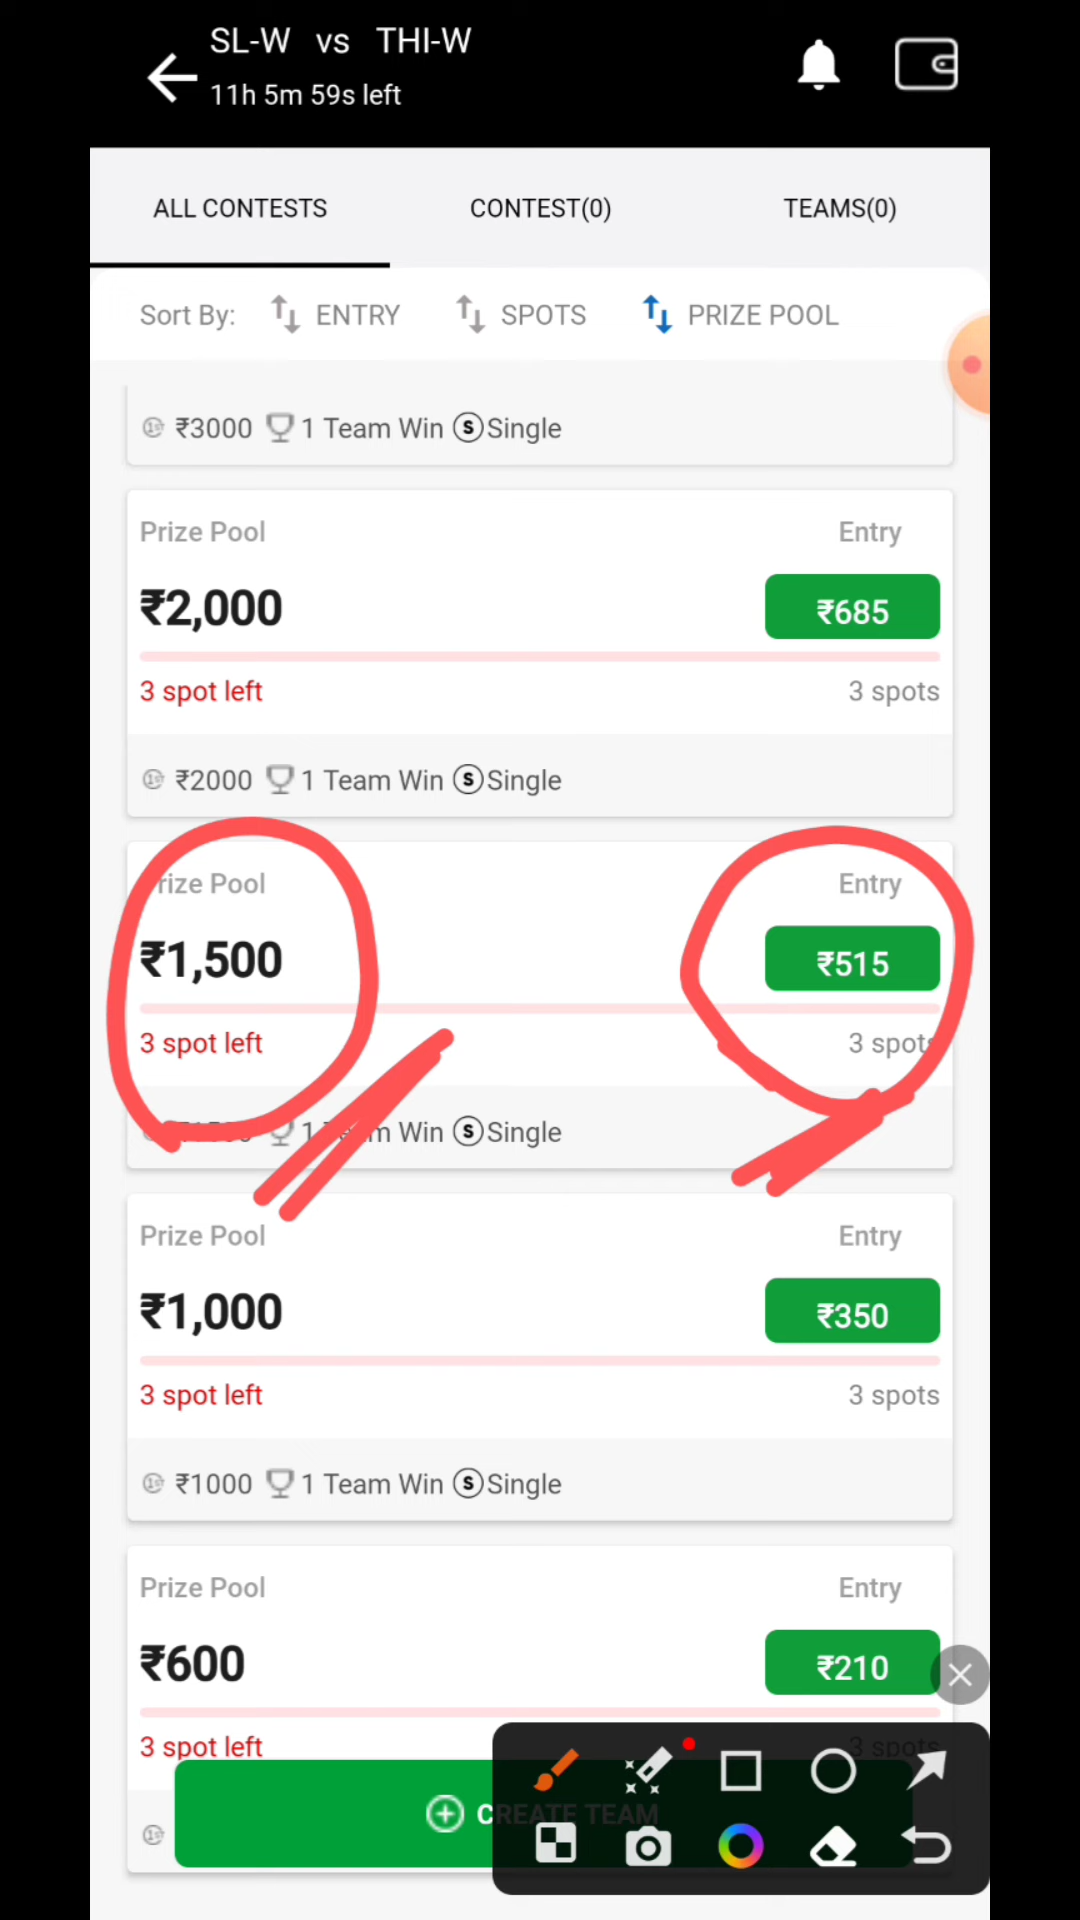 SL-W vs THI-W
11h 5m 59s left
ALL CONTESTS CONTEST(0) TEAMS(0)
Sort By: ENTRY SPOTS PRIZE POOL
₹3000 1 Team Win S Single
Prize Pool Entry
₹2,000 ₹685
3 spot left 3 spots
₹2000 1 Team Win S Single
Prize Pool Entry
₹1,500 ₹515
3 spot left 3 spots
1 Team Win S Single
Prize Pool Entry
₹1,000 ₹350
3 spot left 3 spots
₹1000 1 Team Win S Single
Prize Pool Entry
₹600 ₹210
3 spot left 3 spots
CREATE TEAM